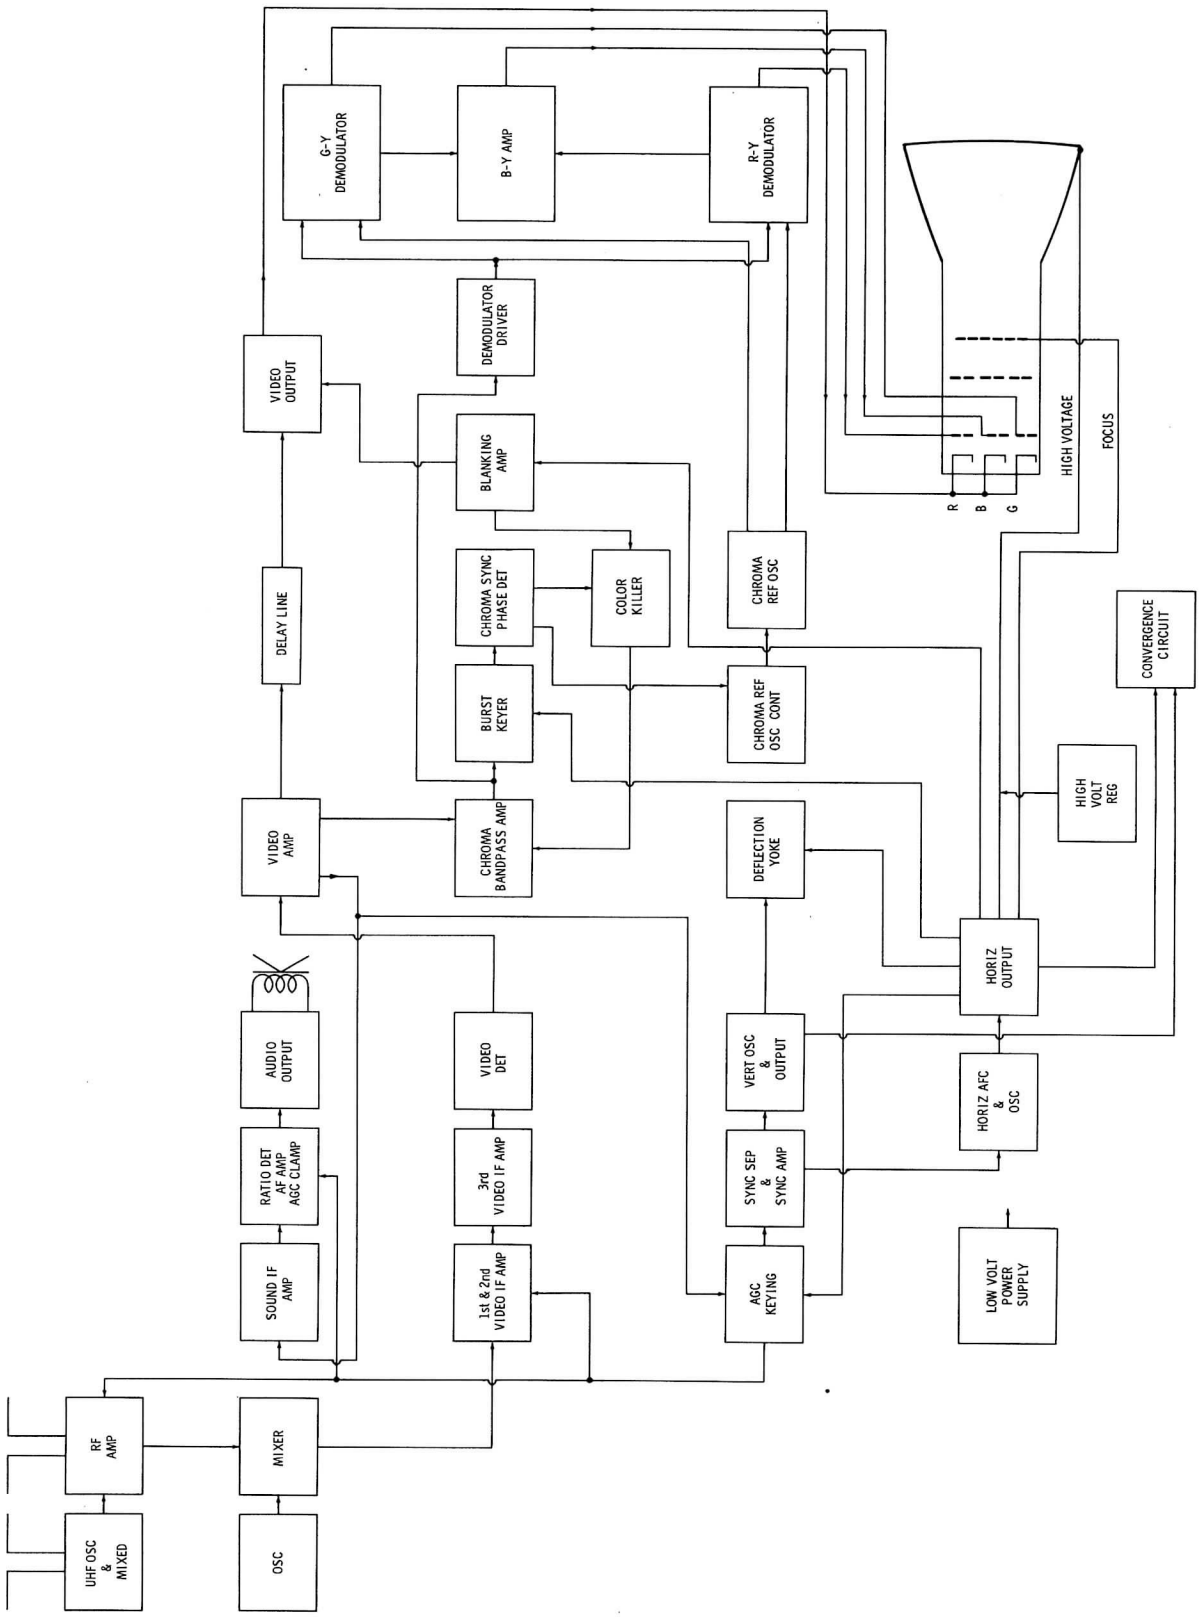 UHF OSC
&
MIXED
RF
AMP
OSC
MIXER
SOUND IF
AMP
RATIO DET
AF AMP
AGC CLAMP
AUDIO
OUTPUT
VIDEO
AMP
DELAY LINE
VIDEO
OUTPUT
1st & 2nd
VIDEO IF AMP
3rd
VIDEO IF AMP
VIDEO
DET
CHROMA
BANDPASS AMP
BURST
KEYER
CHROMA SYNC
PHASE DET
BLANKING
AMP
DEMODULATOR
DRIVER
G-Y
DEMODULATOR
B-Y AMP
R-Y
DEMODULATOR
COLOR
KILLER
AGC
KEYING
SYNC SEP
&
SYNC AMP
VERT OSC
&
OUTPUT
DEFLECTION
YOKE
CHROMA REF
OSC CONT
CHROMA
REF OSC
LOW VOLT
POWER
SUPPLY
HORIZ AFC
&
OSC
HORIZ
OUTPUT
HIGH
VOLT
REG
CONVERGENCE
CIRCUIT
R
B
G
HIGH VOLTAGE
FOCUS